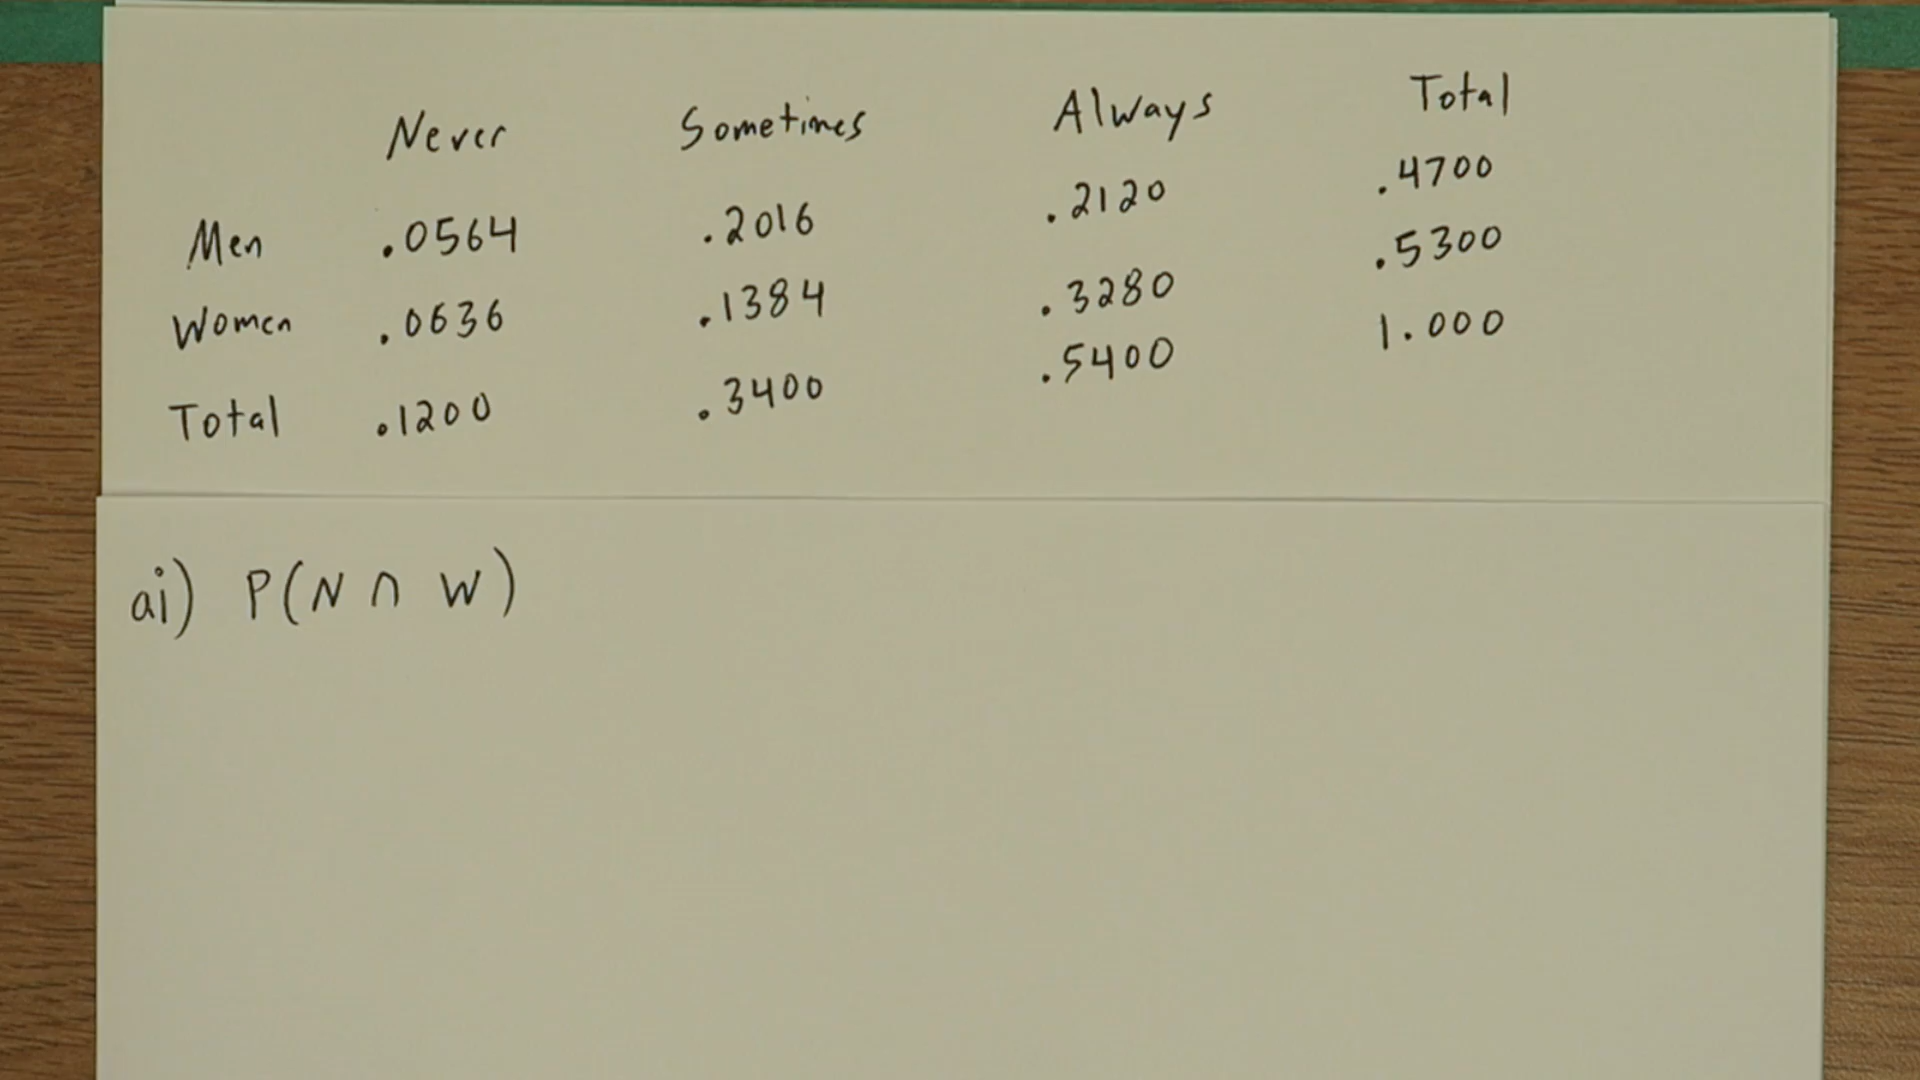 Never Sometimes Always Total
Men .0564 .2016 .2120 .4700
Women .0636 .1384 .3280 .5300
Total .1200 .3400 .5400 1.000
ai) P(N ∩ W)